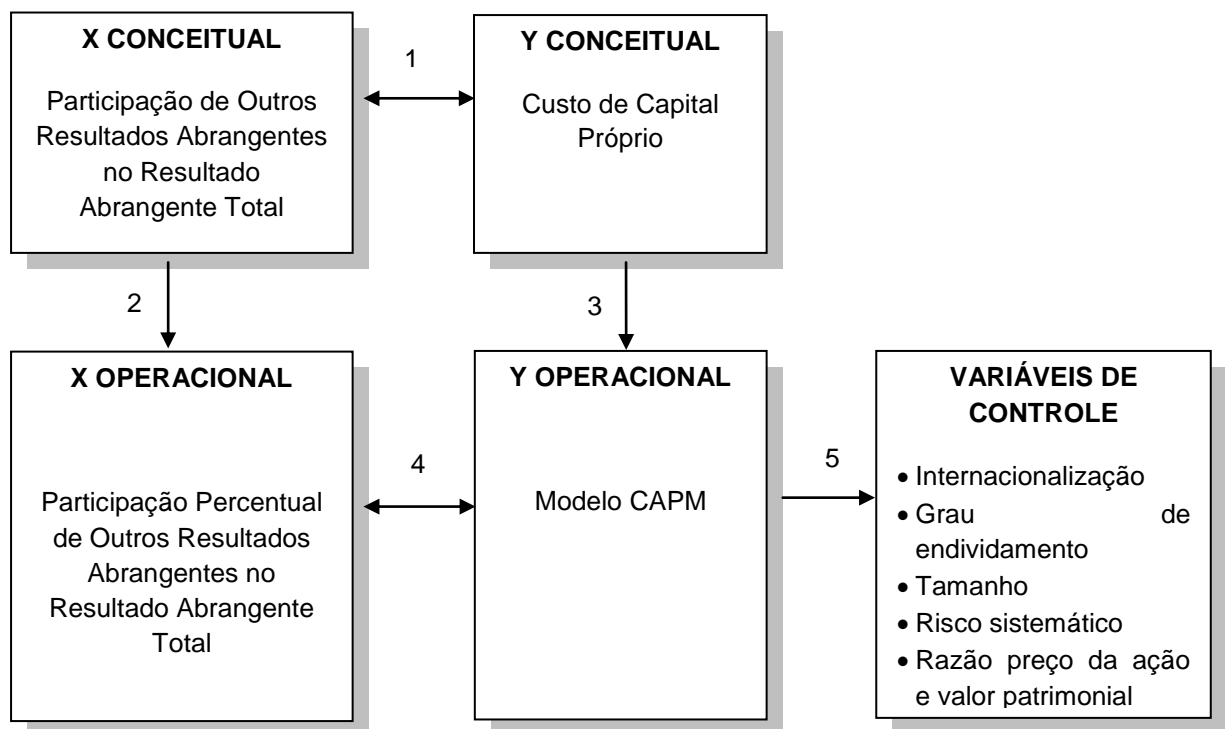 X CONCEITUAL
Participação de Outros
Resultados Abrangentes
no Resultado
Abrangente Total
1
Y CONCEITUAL
Custo de Capital
Próprio
2
3
X OPERACIONAL
Participação Percentual
de Outros Resultados
Abrangentes no
Resultado Abrangente
Total
4
Y OPERACIONAL
Modelo CAPM
5
VARIÁVEIS DE
CONTROLE
• Internacionalização
• Grau de
endividamento
• Tamanho
• Risco sistemático
• Razão preço da ação
e valor patrimonial